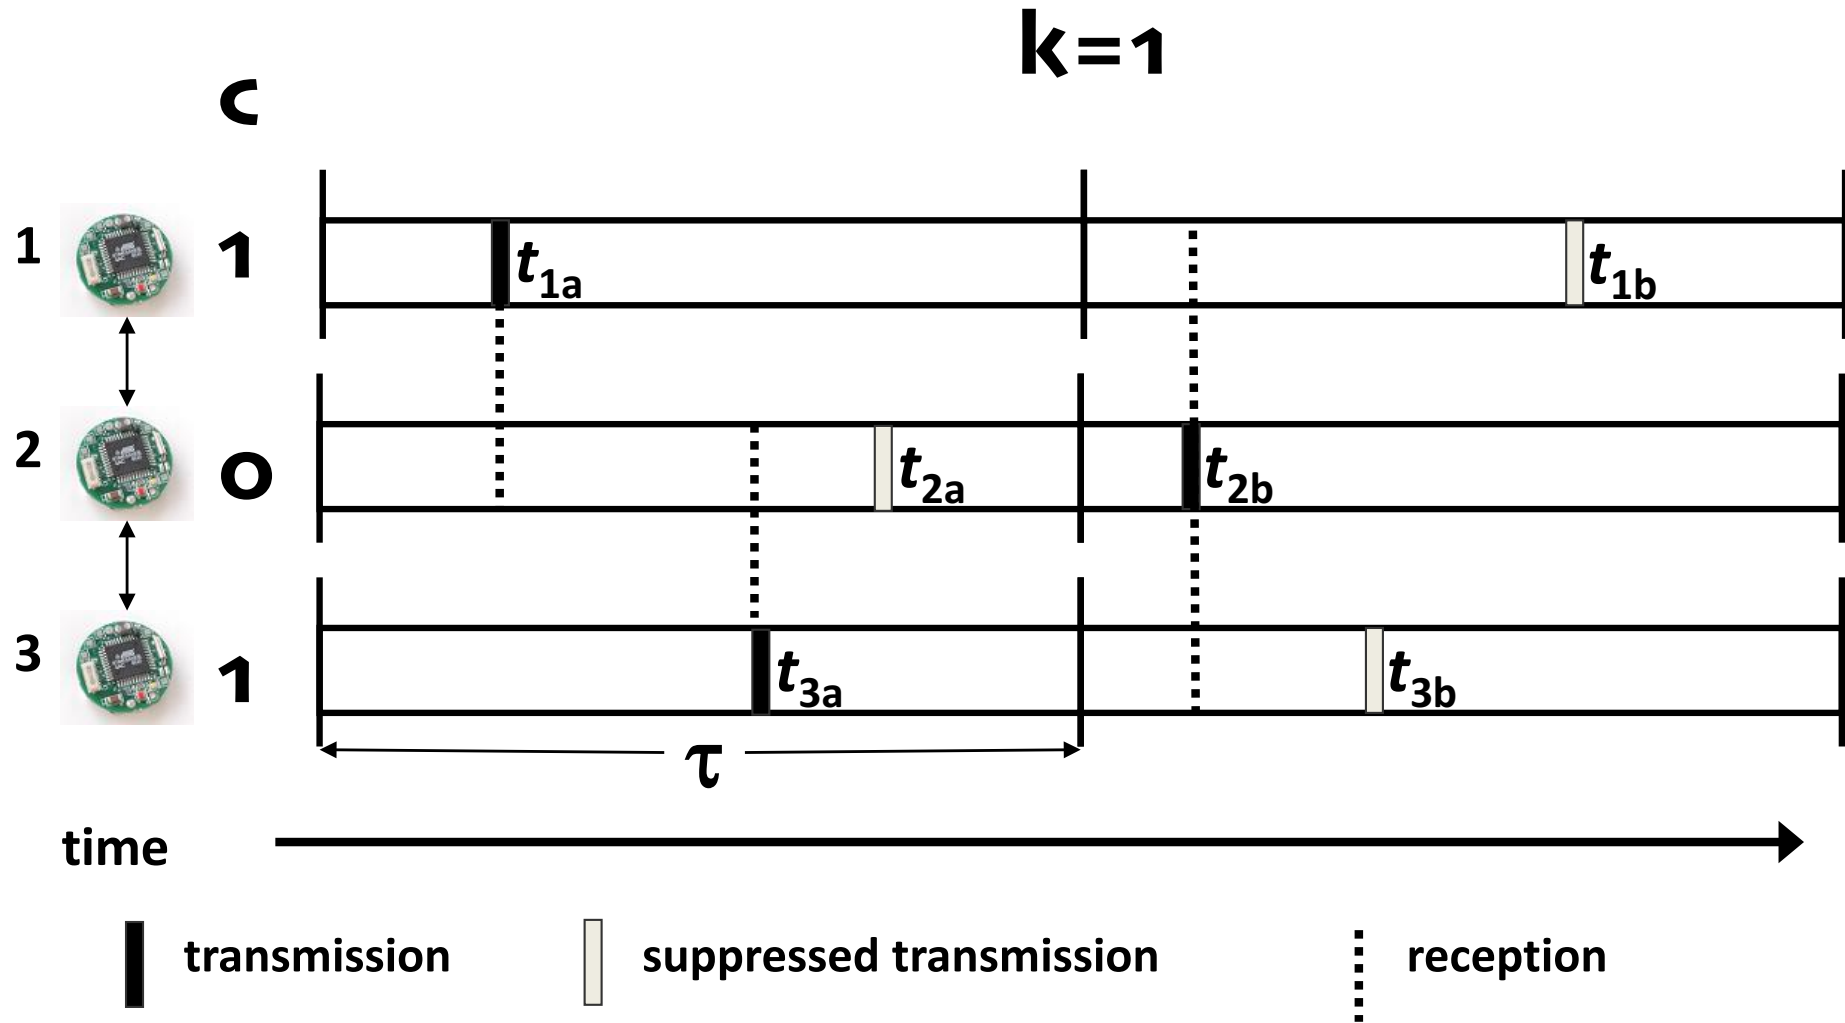 k=1
c
1 1 t1a t1b
2 0 t2a t2b
3 1 t3a t3b
τ
time
transmission suppressed transmission reception